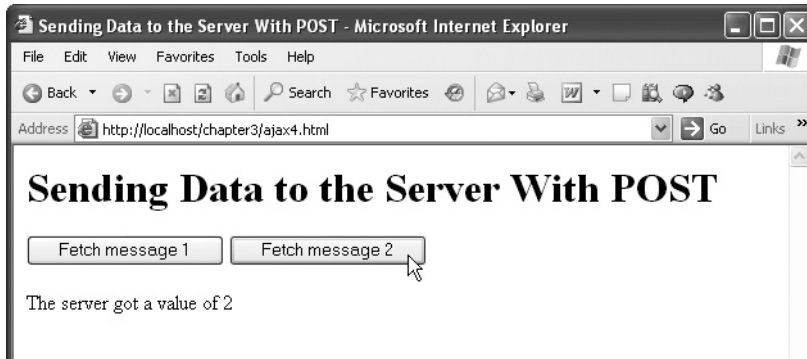 Sending Data to the Server With POST - Microsoft Internet Explorer
File Edit View Favorites Tools Help
Back Search Favorites W
Address http://localhost/chapter3/ajax4.html Go Links »
Sending Data to the Server With POST
Fetch message 1 Fetch message 2
The server got a value of 2